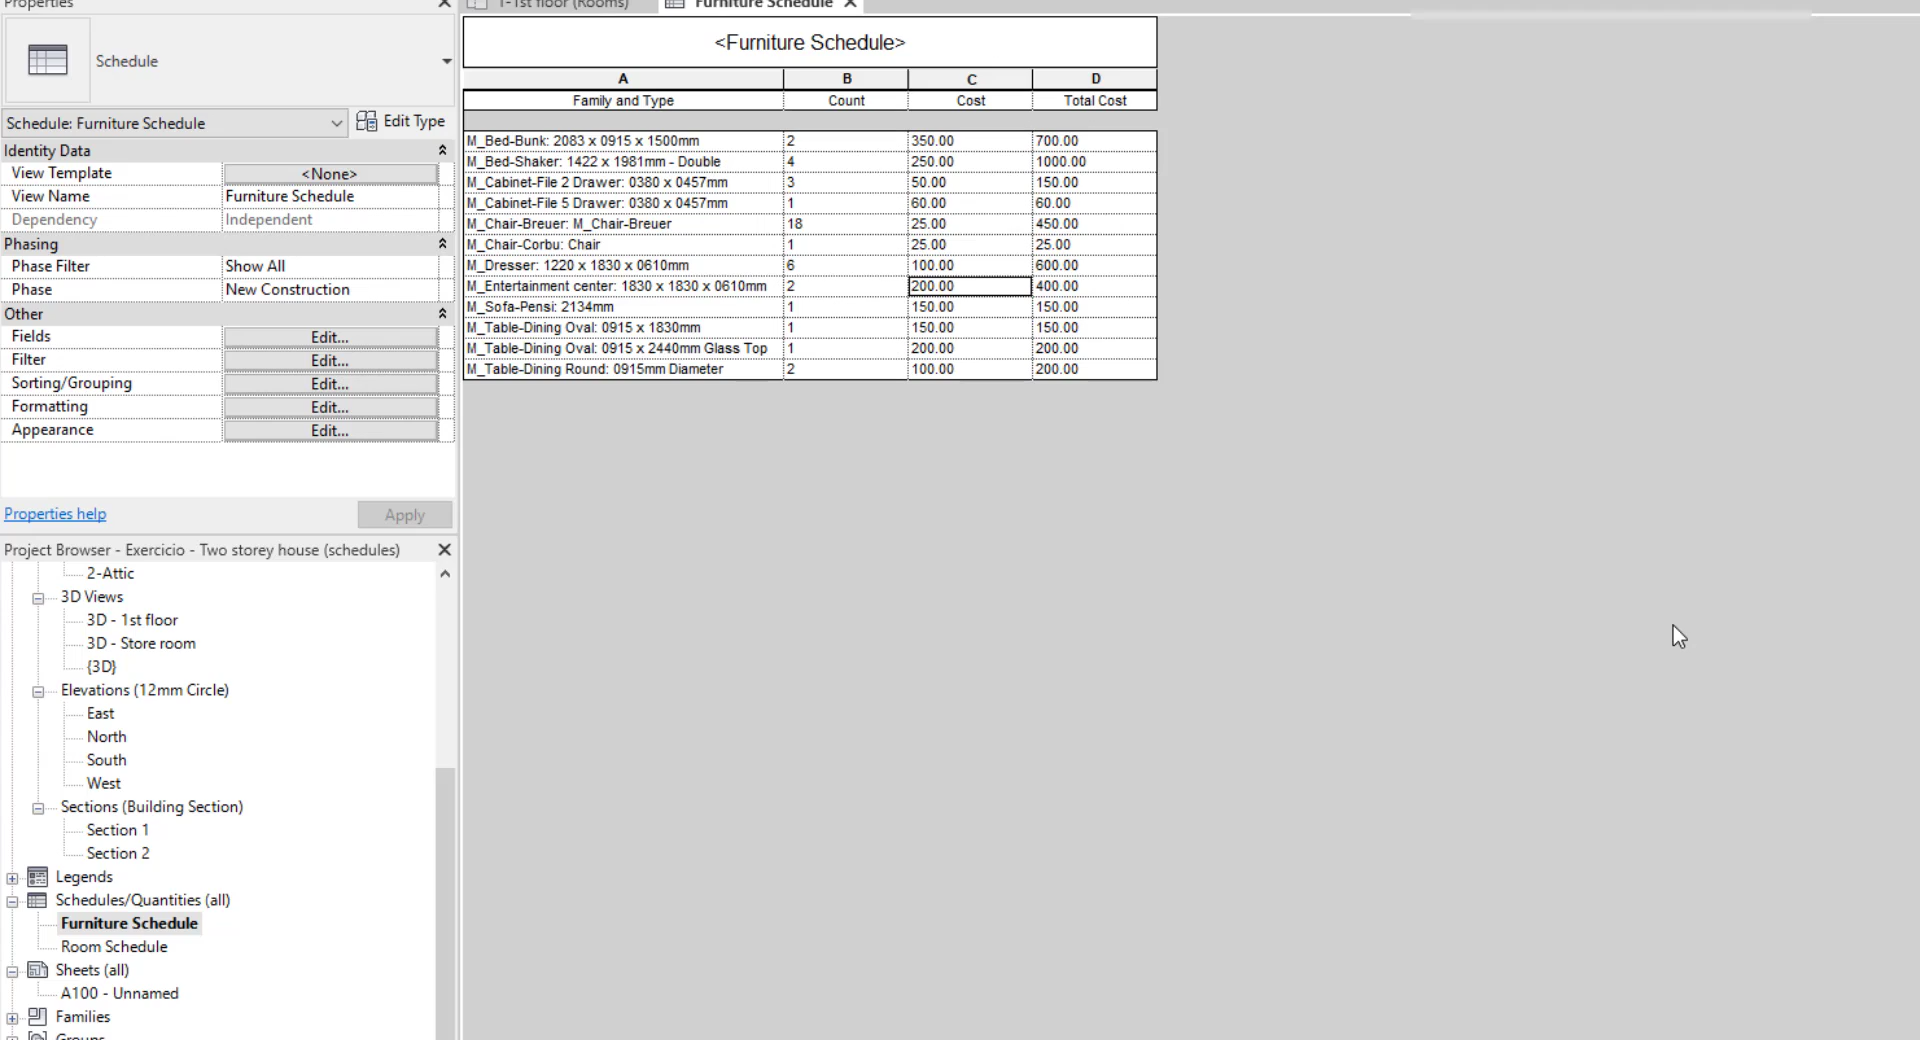 Properties
1-1st floor (Rooms)
Furniture Schedule
Schedule
Schedule: Furniture Schedule
Edit Type
Identity Data
View Template
<None>
View Name
Furniture Schedule
Dependency
Independent
Phasing
Phase Filter
Show All
Phase
New Construction
Other
Fields
Edit...
Filter
Edit...
Sorting/Grouping
Edit...
Formatting
Edit...
Appearance
Edit...
Properties help
Apply
<Furniture Schedule>
A B C D
Family and Type Count Cost Total Cost
M_Bed-Bunk: 2083 x 0915 x 1500mm 2 350.00 700.00
M_Bed-Shaker: 1422 x 1981mm - Double 4 250.00 1000.00
M_Cabinet-File 2 Drawer: 0380 x 0457mm 3 50.00 150.00
M_Cabinet-File 5 Drawer: 0380 x 0457mm 1 60.00 60.00
M_Chair-Breuer: M_Chair-Breuer 18 25.00 450.00
M_Chair-Corbu: Chair 1 25.00 25.00
M_Dresser: 1220 x 1830 x 0610mm 6 100.00 600.00
M_Entertainment center: 1830 x 1830 x 0610mm 2 200.00 400.00
M_Sofa-Pensi: 2134mm 1 150.00 150.00
M_Table-Dining Oval: 0915 x 1830mm 1 150.00 150.00
M_Table-Dining Oval: 0915 x 2440mm Glass Top 1 200.00 200.00
M_Table-Dining Round: 0915mm Diameter 2 100.00 200.00
Project Browser - Exercicio - Two storey house (schedules)
2-Attic
3D Views
3D - 1st floor
3D - Store room
{3D}
Elevations (12mm Circle)
East
North
South
West
Sections (Building Section)
Section 1
Section 2
Legends
Schedules/Quantities (all)
Furniture Schedule
Room Schedule
Sheets (all)
A100 - Unnamed
Families
Groups